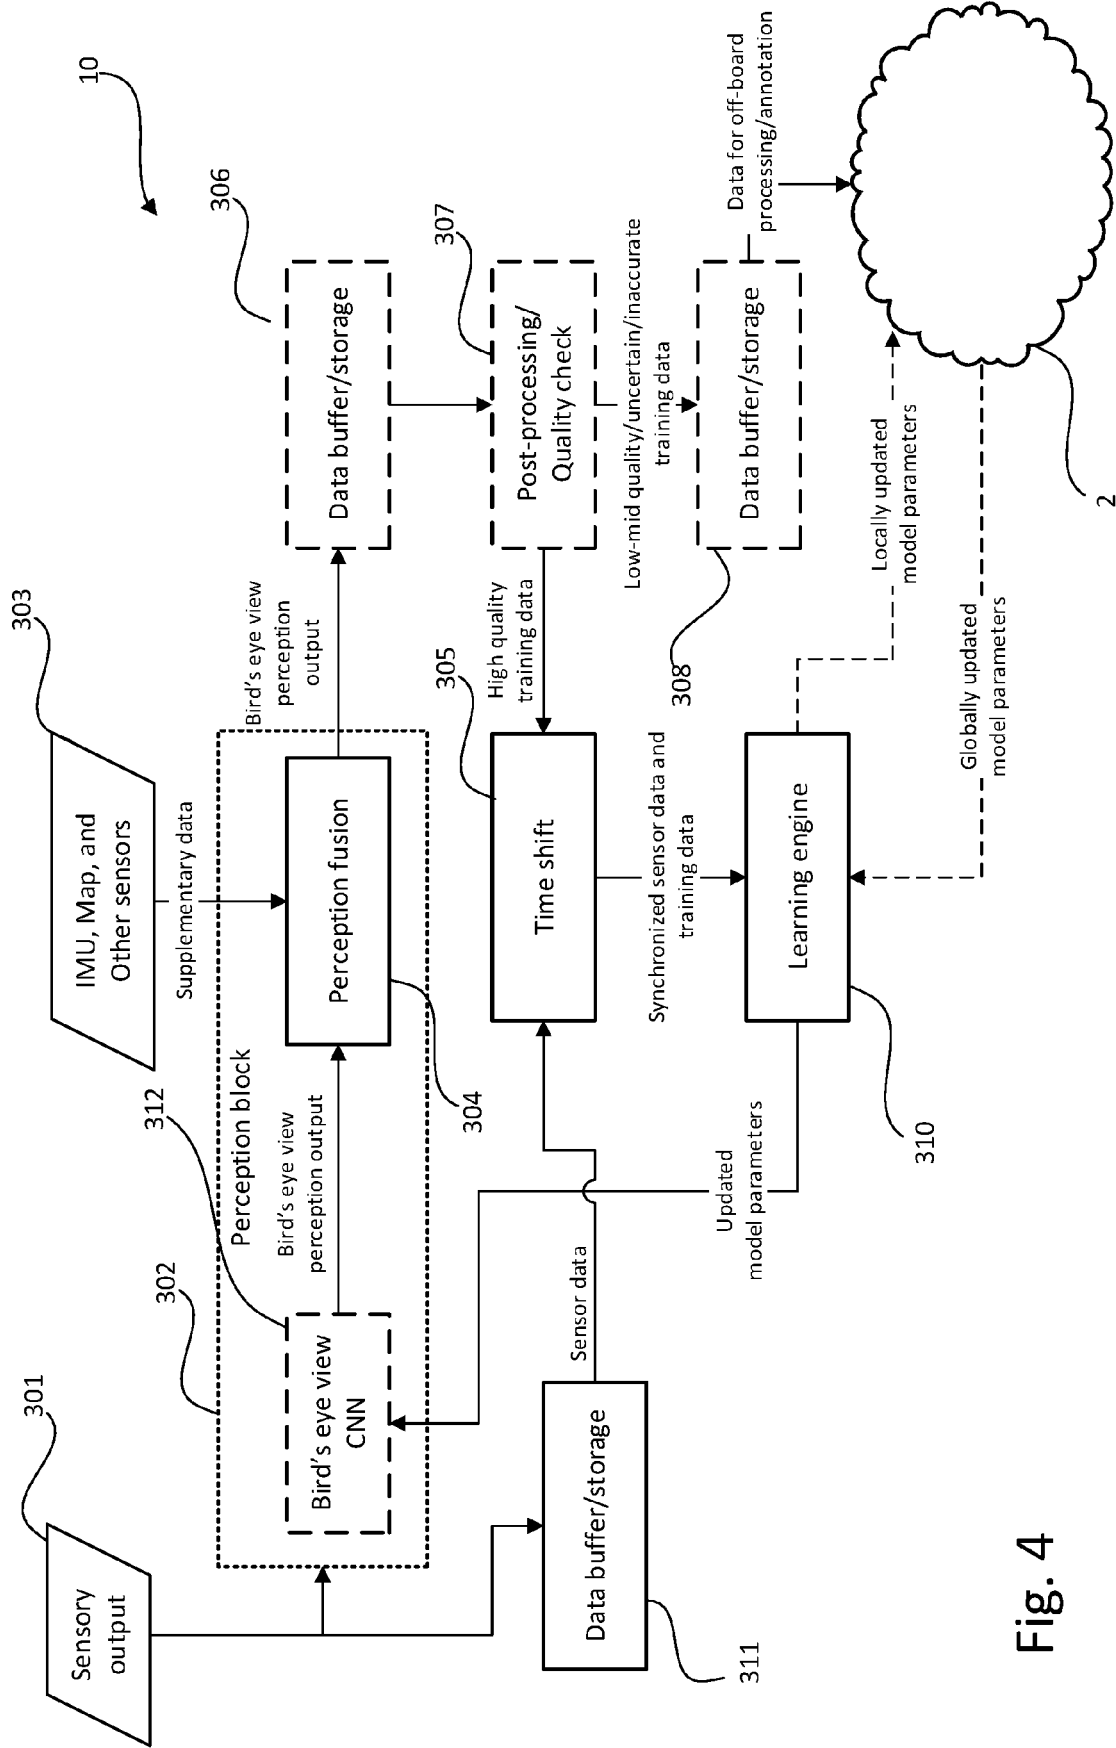 10
303
IMU, Map, and
Other sensors
Supplementary data
301
Sensory
output
302
Perception block
312
Bird's eye view
CNN
Bird's eye view
perception output
Perception fusion
304
Bird's eye view
perception
output
306
Data buffer/storage
307
Post-processing/
Quality check
High quality
training data
Low-mid quality/uncertain/inaccurate
training data
305
Time shift
Sensor data
Data buffer/storage
311
Synchronized sensor data and
training data
308
Data buffer/storage
Data for off-board
processing/annotation
Updated
model parameters
Learning engine
310
Locally updated
model parameters
Globally updated
model parameters
2
Fig. 4